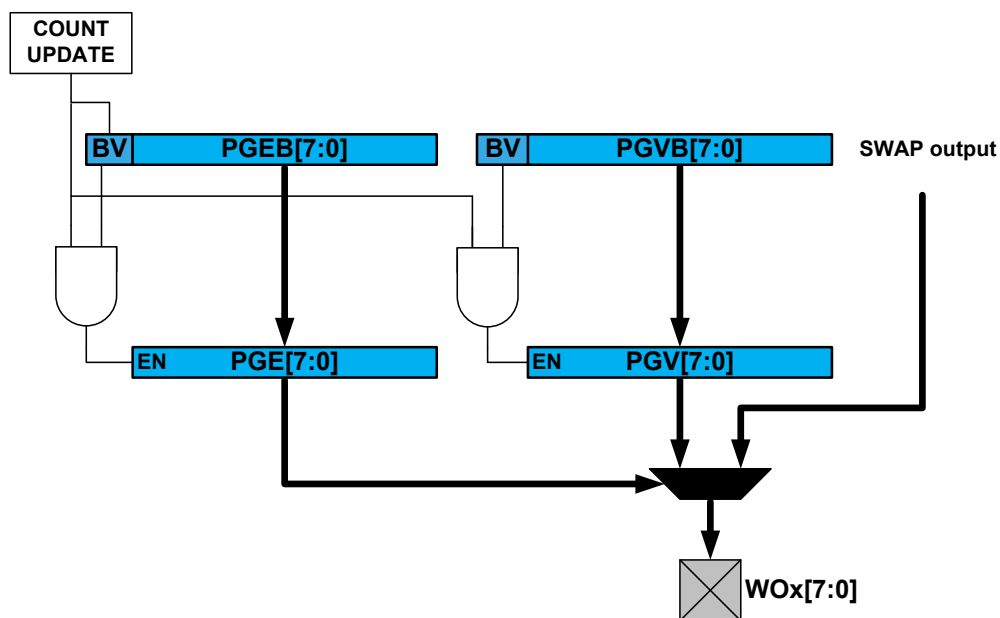 COUNT
UPDATE
BV PGEB[7:0]
BV PGVB[7:0]
SWAP output
EN PGE[7:0]
EN PGV[7:0]
WOx[7:0]